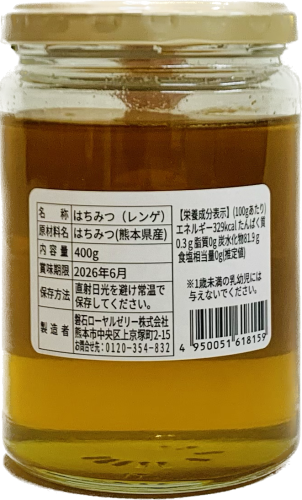 名称 はちみつ（レンゲ）
原材料名 はちみつ(熊本県産)
内容量 400g
賞味期限 2026年6月
保存方法 直射日光を避け常温で
保存してください。
製造者 磐石ローヤルゼリー株式会社
熊本市中央区上京塚町2-15
お問合せ先：0120-354-832
【栄養成分表示】(100gあたり)
エネルギー329kcal たんぱく質
0.3g 脂質0g 炭水化物81.9g
食塩相当量0g(推定値)
※1歳未満の乳幼児には
与えないでください。
4 950051 618159